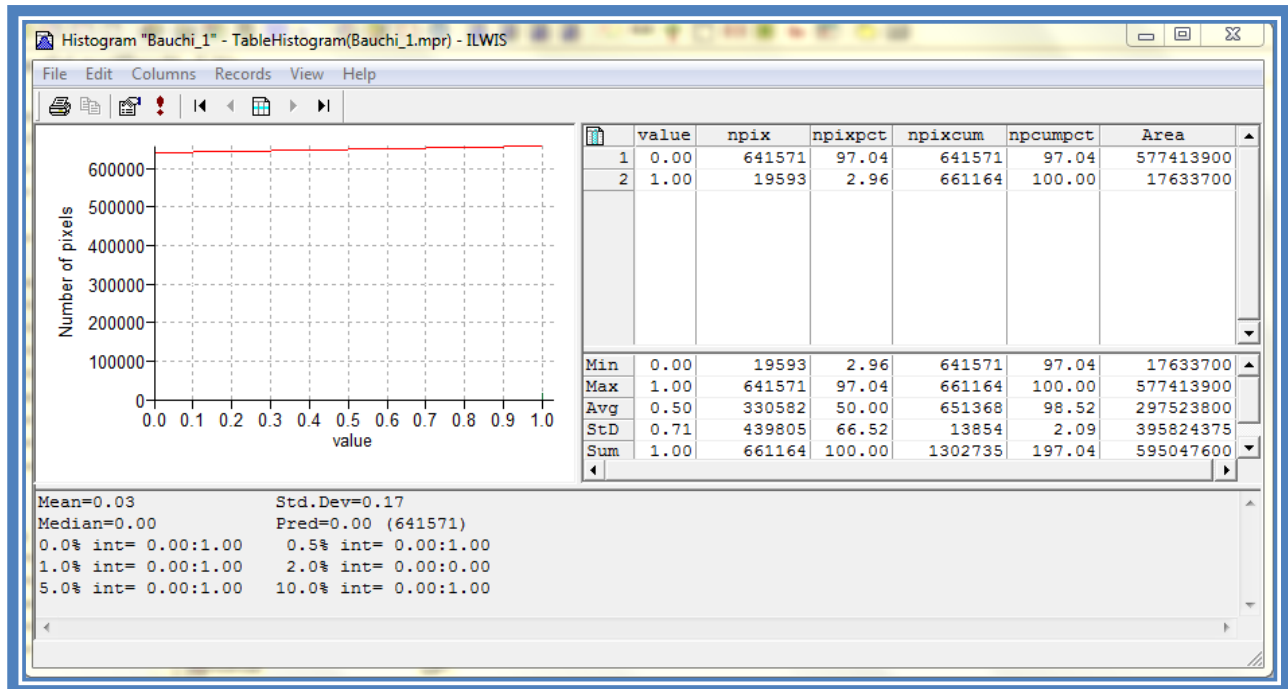 Histogram "Bauchi_1" - TableHistogram(Bauchi_1.mpr) - ILWIS
File Edit Columns Records View Help
600000
500000
400000
300000
200000
100000
0
Number of pixels
0.0 0.1 0.2 0.3 0.4 0.5 0.6 0.7 0.8 0.9 1.0
value
value npix npixpct npixcum npcumpct Area
1 0.00 641571 97.04 641571 97.04 577413900
2 1.00 19593 2.96 661164 100.00 17633700
Min 0.00 19593 2.96 641571 97.04 17633700
Max 1.00 641571 97.04 661164 100.00 577413900
Avg 0.50 330582 50.00 651368 98.52 297523800
StD 0.71 439805 66.52 13854 2.09 395824375
Sum 1.00 661164 100.00 1302735 197.04 595047600
Mean=0.03 Std.Dev=0.17
Median=0.00 Pred=0.00 (641571)
0.0% int= 0.00:1.00 0.5% int= 0.00:1.00
1.0% int= 0.00:1.00 2.0% int= 0.00:0.00
5.0% int= 0.00:1.00 10.0% int= 0.00:1.00